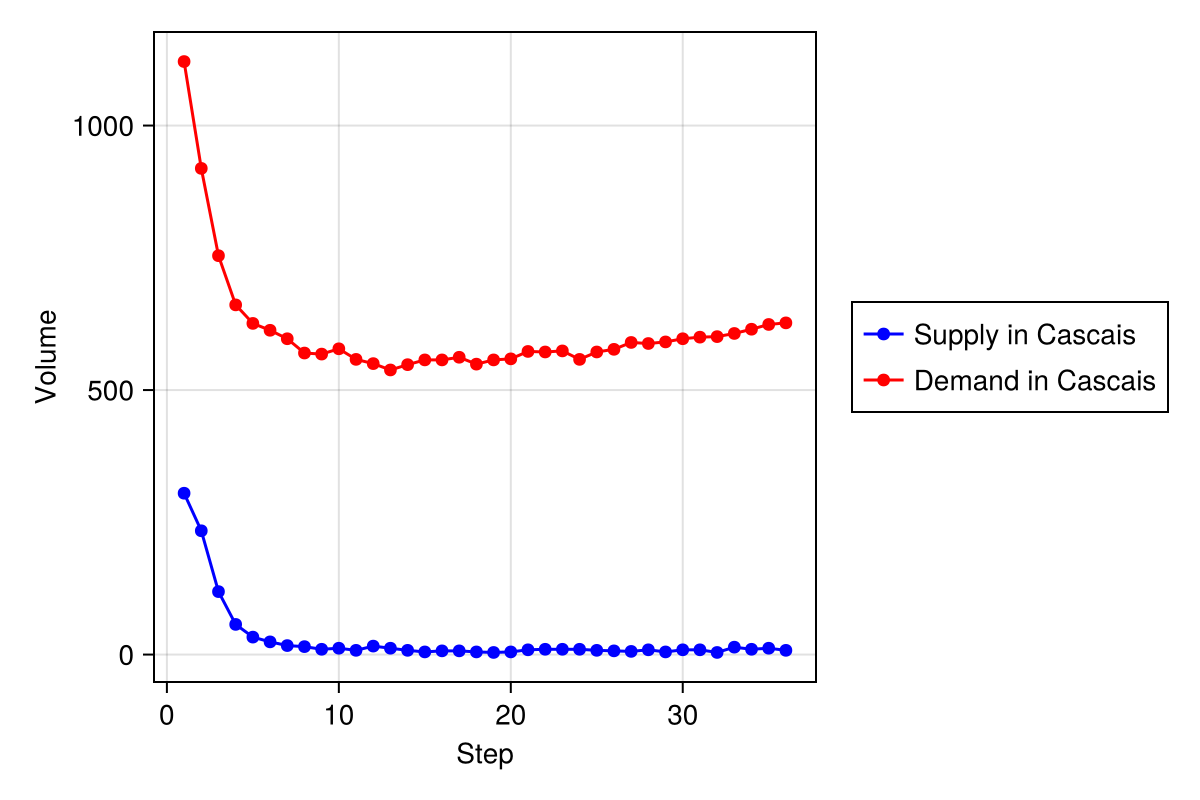 1000
500
0
Volume
0 10 20 30
Step
Supply in Cascais
Demand in Cascais